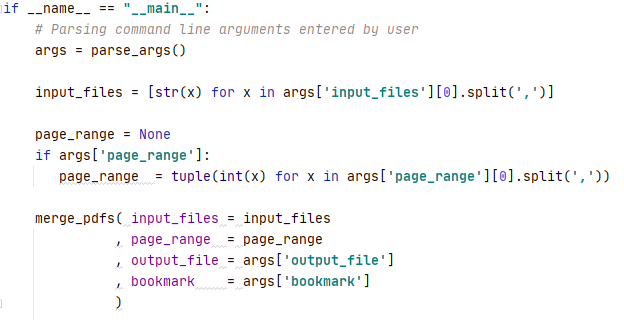 if __name__ == "__main__":
    # Parsing command line arguments entered by user
    args = parse_args()

    input_files = [str(x) for x in args['input_files'][0].split(',')]

    page_range = None
    if args['page_range']:
        page_range  = tuple(int(x) for x in args['page_range'][0].split(','))

    merge_pdfs( input_files = input_files
              , page_range  = page_range
              , output_file = args['output_file']
              , bookmark    = args['bookmark']
              )